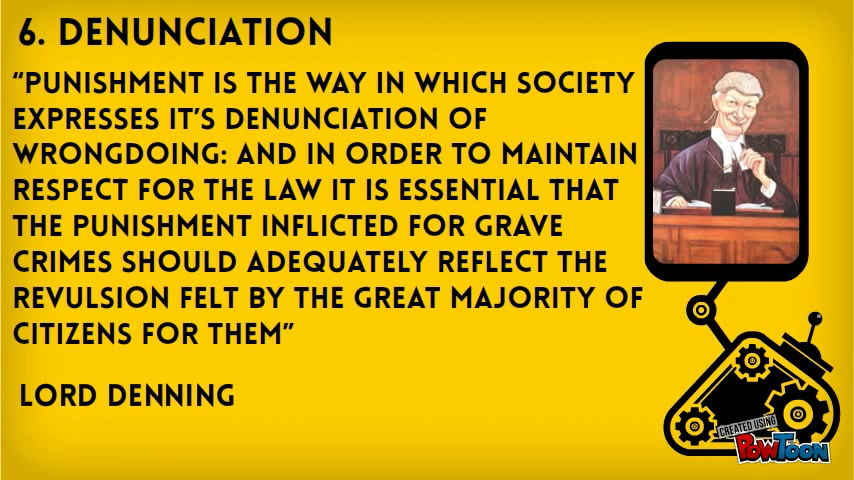 6. DENUNCIATION
“PUNISHMENT IS THE WAY IN WHICH SOCIETY
EXPRESSES IT’S DENUNCIATION OF
WRONGDOING: AND IN ORDER TO MAINTAIN
RESPECT FOR THE LAW IT IS ESSENTIAL THAT
THE PUNISHMENT INFLICTED FOR GRAVE
CRIMES SHOULD ADEQUATELY REFLECT THE
REVULSION FELT BY THE GREAT MAJORITY OF
CITIZENS FOR THEM”
LORD DENNING
CREATED USING
POWTOON